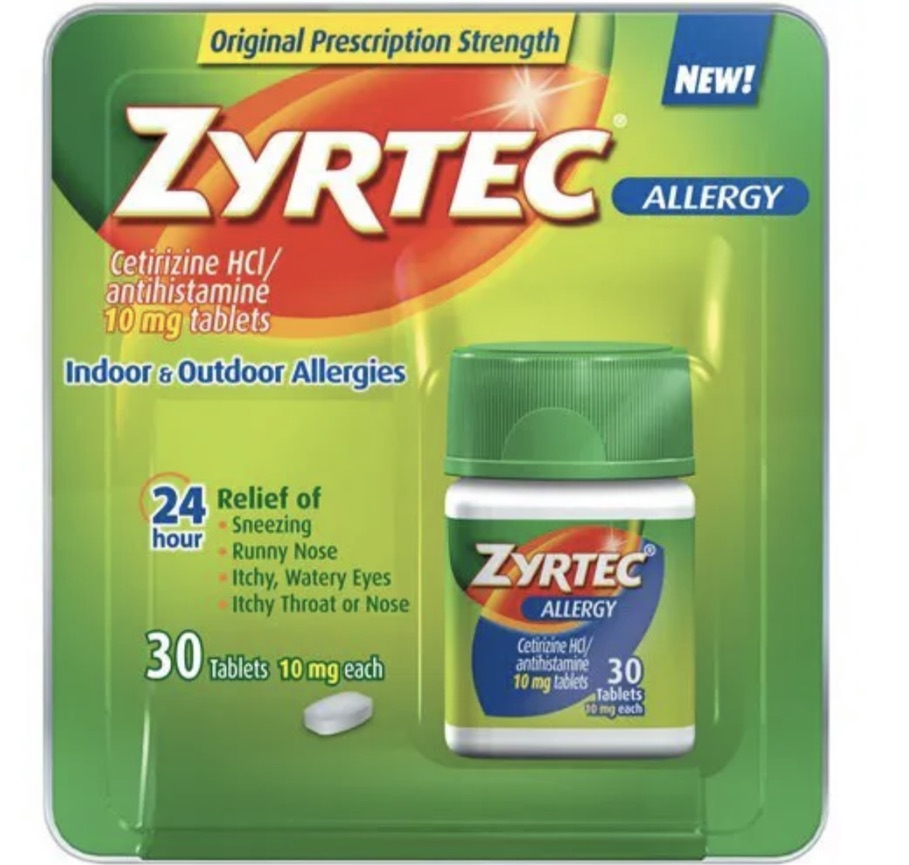 Original Prescription Strength
NEW!
ZYRTEC®
ALLERGY
Cetirizine HCl/
antihistamine
10 mg tablets
Indoor & Outdoor Allergies
24
hour
Relief of
• Sneezing
• Runny Nose
• Itchy, Watery Eyes
• Itchy Throat or Nose
30 Tablets 10 mg each
ZYRTEC®
ALLERGY
Cetirizine HCl/
antihistamine
10 mg tablets
30
Tablets
10 mg each